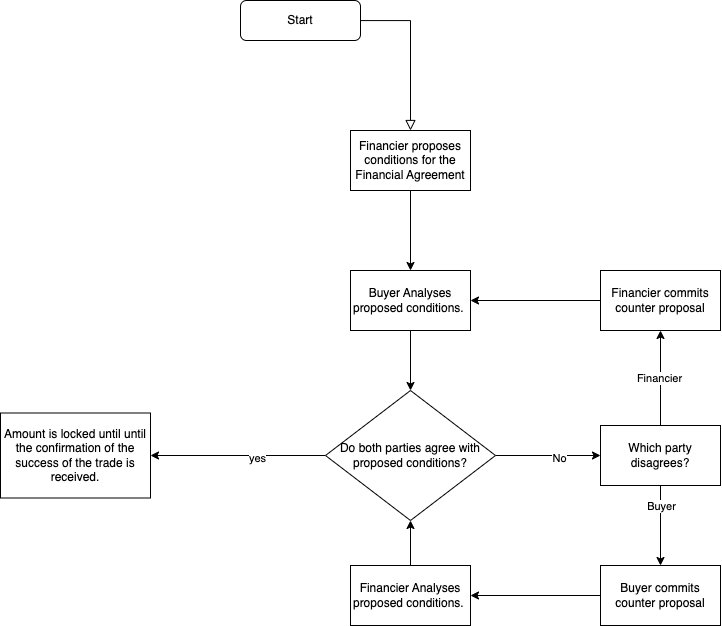 Start
Financier proposes
conditions for the
Financial Agreement
Buyer Analyses
proposed conditions.
Financier commits
counter proposal
Financier
Amount is locked until until
the confirmation of the
success of the trade is
received.
yes
Do both parties agree with
proposed conditions?
No
Which party
disagrees?
Buyer
Financier Analyses
proposed conditions.
Buyer commits
counter proposal